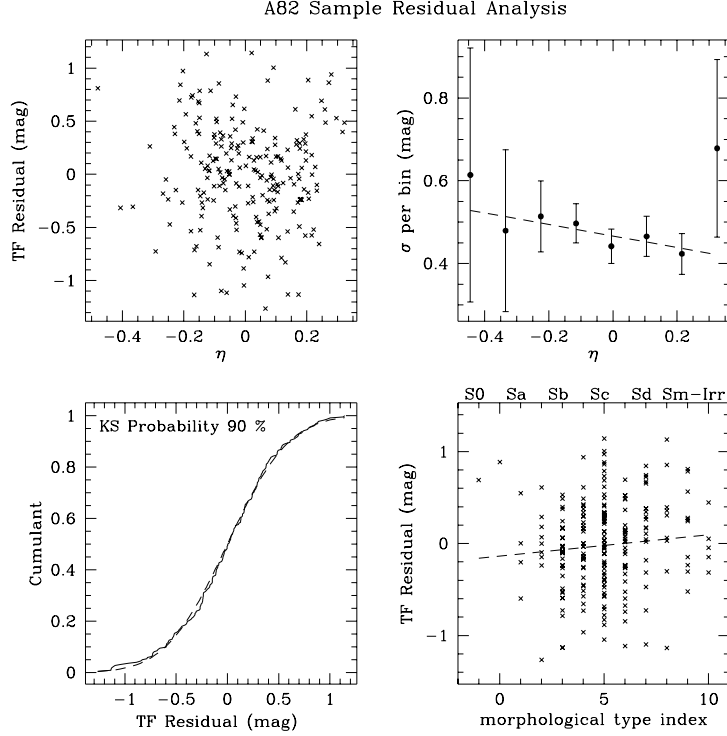 A82 Sample Residual Analysis
TF Residual (mag)
1
0.5
0
−0.5
−1
−0.4 −0.2 0 0.2
η
σ per bin (mag)
0.8
0.6
0.4
−0.4 −0.2 0 0.2
η
KS Probability 90 %
Cumulant
1
0.8
0.6
0.4
0.2
0
−1 −0.5 0 0.5 1
TF Residual (mag)
S0 Sa Sb Sc Sd Sm−Irr
TF Residual (mag)
1
0
−1
0 5 10
morphological type index